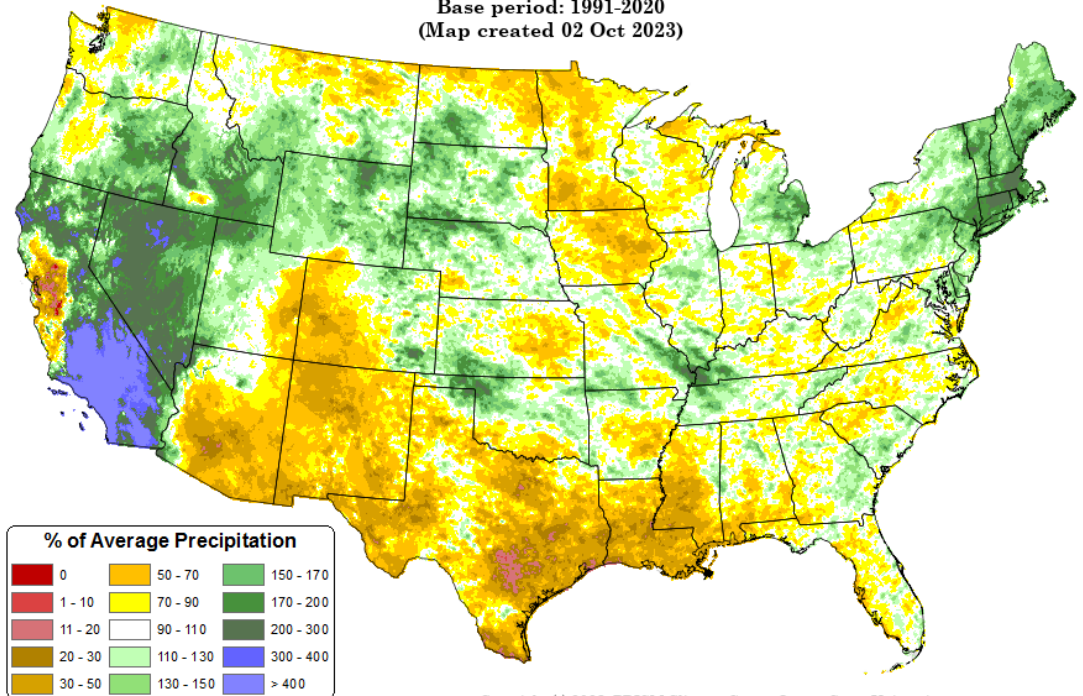 Base period: 1991-2020
(Map created 02 Oct 2023)
% of Average Precipitation
0
50 - 70
150 - 170
1 - 10
70 - 90
170 - 200
11 - 20
90 - 110
200 - 300
20 - 30
110 - 130
300 - 400
30 - 50
130 - 150
> 400